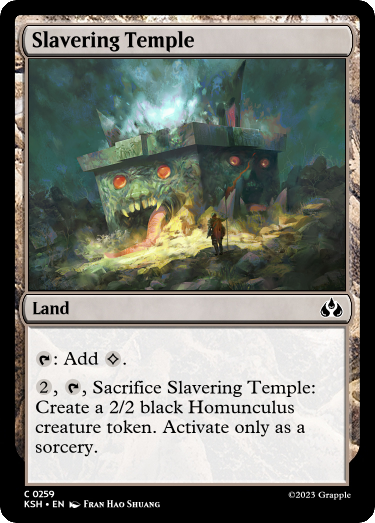 Slavering Temple
Land
: Add .
2, , Sacrifice Slavering Temple:
Create a 2/2 black Homunculus
creature token. Activate only as a
sorcery.
C 0259
KSH • EN Fran Hao Shuang
©2023 Grapple